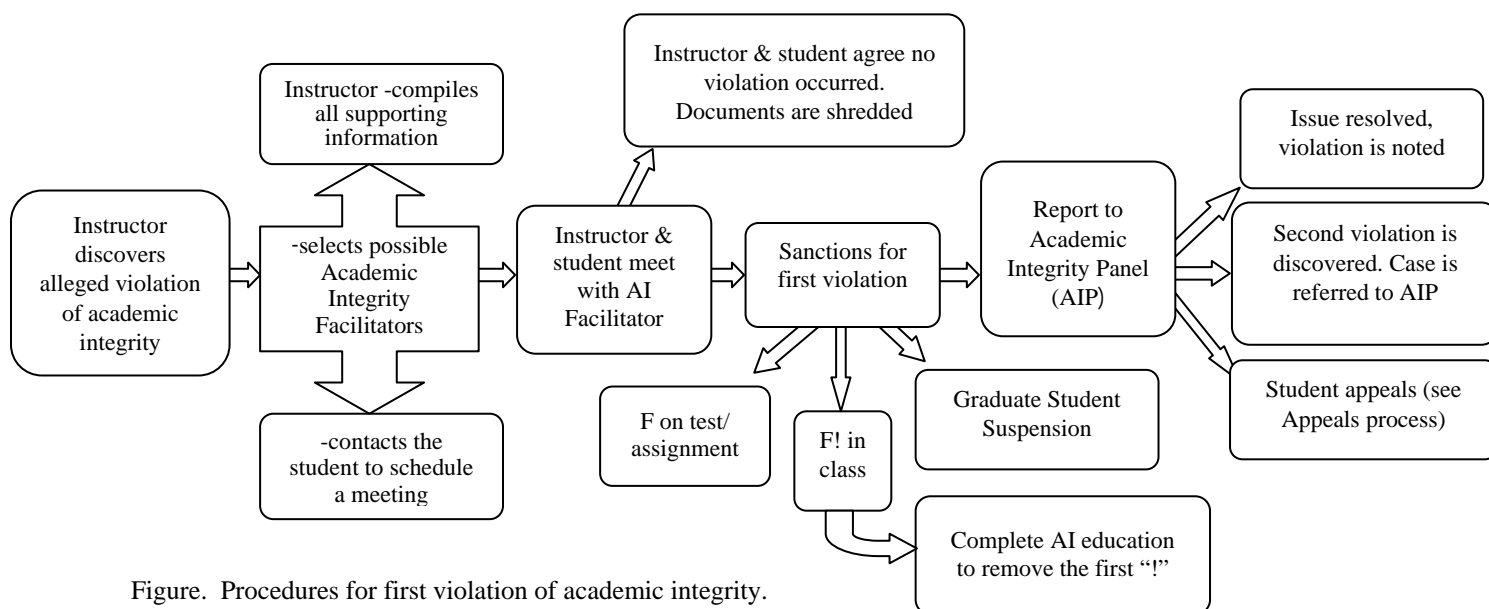 Instructor
discovers
alleged violation
of academic
integrity
Instructor -compiles
all supporting
information
-selects possible
Academic
Integrity
Facilitators
-contacts the
student to schedule
a meeting
Instructor &
student meet
with AI
Facilitator
Instructor & student agree no
violation occurred.
Documents are shredded
Sanctions for
first violation
F on test/
assignment
F! in
class
Graduate Student
Suspension
Complete AI education
to remove the first “!”
Report to
Academic
Integrity Panel
(AIP)
Issue resolved,
violation is noted
Second violation is
discovered. Case is
referred to AIP
Student appeals (see
Appeals process)
Figure.  Procedures for first violation of academic integrity.